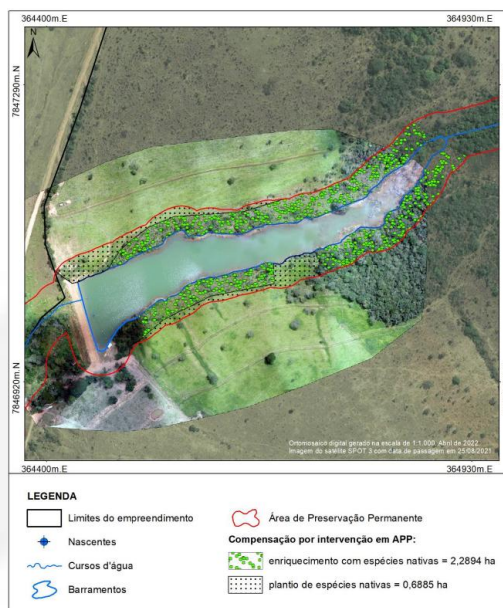 364400m.E 364930m.E
N
7847290m.N
7846920m.N
Ortomosaico digital gerado na escala de 1:1.000. Abril de 2022.
Imagem do satélite SPOT 3 com data de passagem em 25/08/2021
364400m.E 364930m.E
LEGENDA
Limites do empreendimento
Nascentes
Cursos d'água
Barramentos
Área de Preservação Permanente
Compensação por intervenção em APP:
enriquecimento com espécies nativas = 2,2894 ha
plantio de espécies nativas = 0,6885 ha